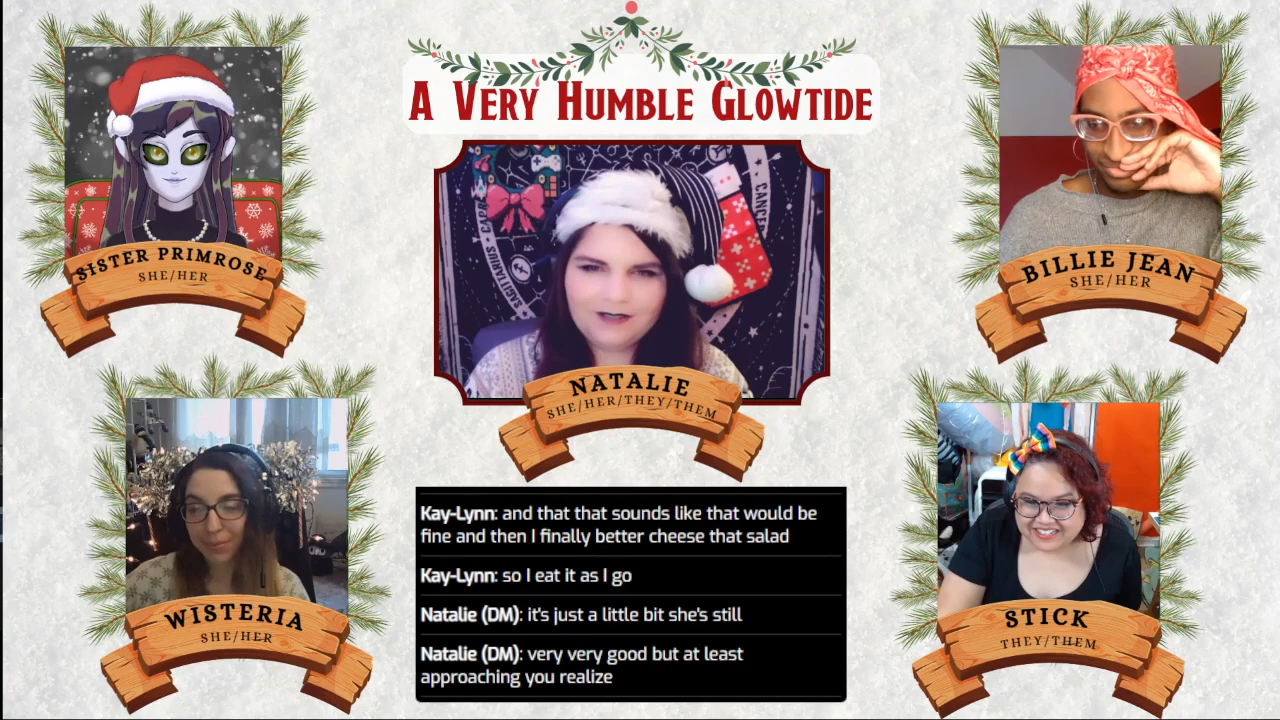 A Very Humble Glowtide
SISTER PRIMROSE
SHE/HER
BILLIE JEAN
SHE/HER
CAPR
SAGITTARIUS
CANCER
NATALIE
SHE/HER/THEY/THEM
WISTERIA
SHE/HER
STICK
THEY/THEM
Kay-Lynn: and that that sounds like that would be
fine and then I finally better cheese that salad
Kay-Lynn: so I eat it as I go
Natalie (DM): it's just a little bit she's still
Natalie (DM): very very good but at least
approaching you realize